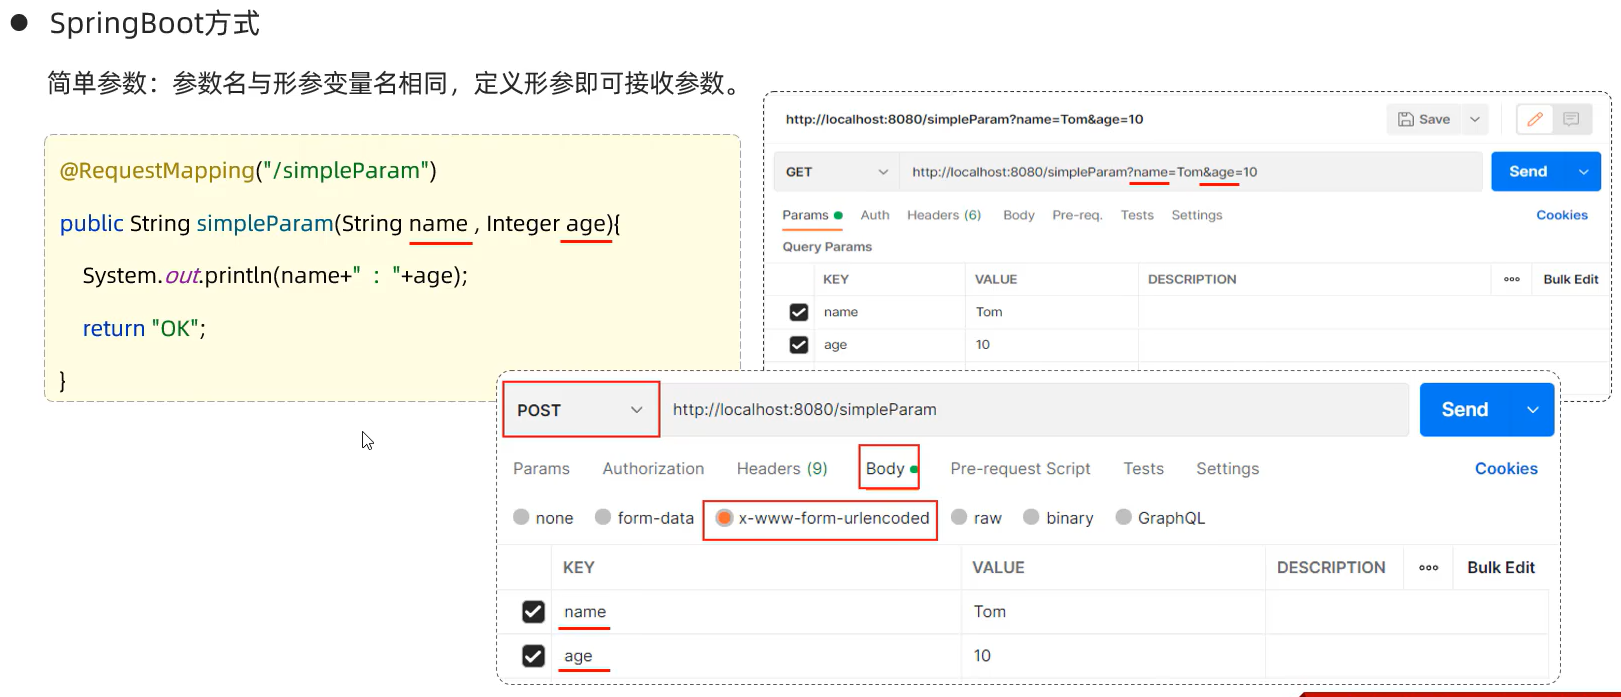 SpringBoot方式
简单参数：参数名与形参变量名相同，定义形参即可接收参数。
@RequestMapping("/simpleParam")
public String simpleParam(String name , Integer age){
System.out.println(name+" : "+age);
return "OK";
}
http://localhost:8080/simpleParam?name=Tom&age=10
Save
GET
http://localhost:8080/simpleParam?name=Tom&age=10
Send
Params Auth Headers (6) Body Pre-req. Tests Settings Cookies
Query Params
KEY VALUE DESCRIPTION ooo Bulk Edit
name Tom
age 10
POST http://localhost:8080/simpleParam Send
Params Authorization Headers (9) Body Pre-request Script Tests Settings Cookies
none form-data x-www-form-urlencoded raw binary GraphQL
KEY VALUE DESCRIPTION ooo Bulk Edit
name Tom
age 10